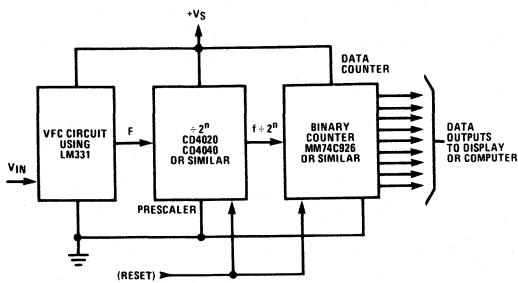 +VS
DATA
COUNTER
VFC CIRCUIT
USING
LM331
F
÷2ⁿ
CD4020
CD4040
OR SIMILAR
f÷2ⁿ
BINARY
COUNTER
MM74C926
OR SIMILAR
DATA
OUTPUTS
TO DISPLAY
OR COMPUTER
VIN
PRESCALER
(RESET)